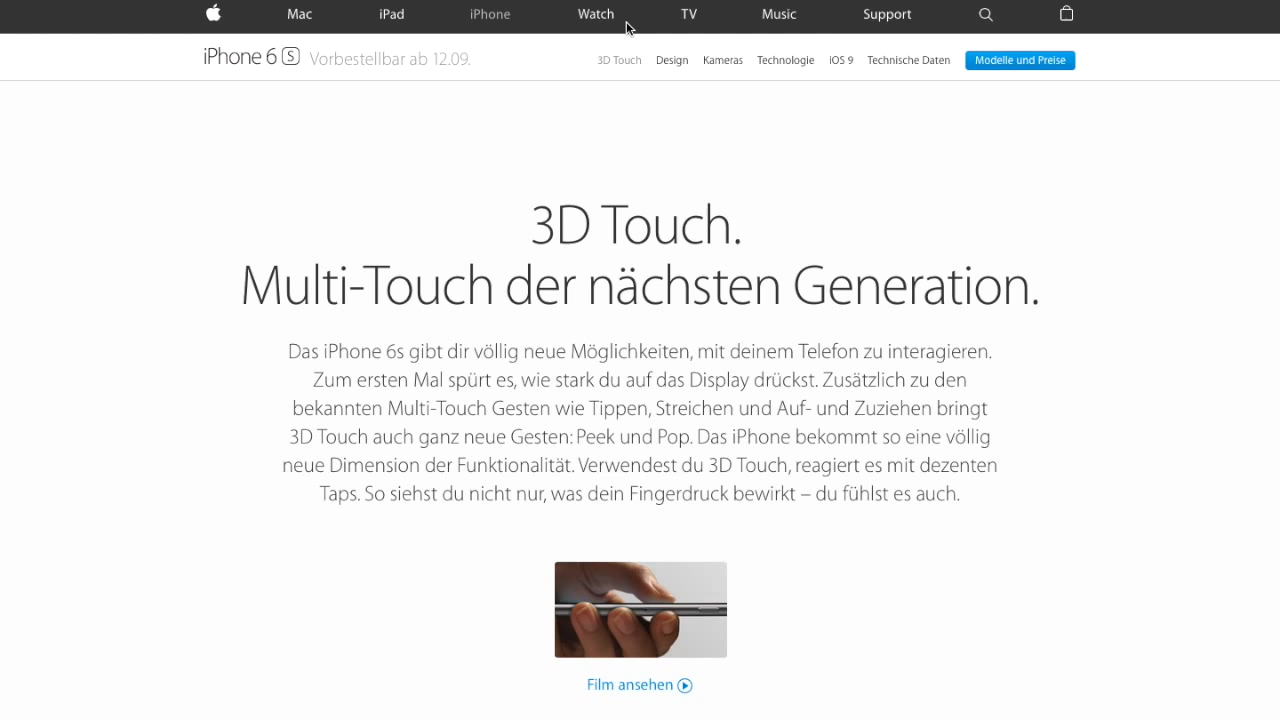 Mac iPad iPhone Watch TV Music Support
iPhone 6 S Vorbestellbar ab 12.09. 3D Touch Design Kameras Technologie iOS 9 Technische Daten Modelle und Preise
3D Touch.
Multi-Touch der nächsten Generation.
Das iPhone 6s gibt dir völlig neue Möglichkeiten, mit deinem Telefon zu interagieren.
Zum ersten Mal spürt es, wie stark du auf das Display drückst. Zusätzlich zu den
bekannten Multi-Touch Gesten wie Tippen, Streichen und Auf- und Zuziehen bringt
3D Touch auch ganz neue Gesten: Peek und Pop. Das iPhone bekommt so eine völlig
neue Dimension der Funktionalität. Verwendest du 3D Touch, reagiert es mit dezenten
Taps. So siehst du nicht nur, was dein Fingerdruck bewirkt – du fühlst es auch.
Film ansehen